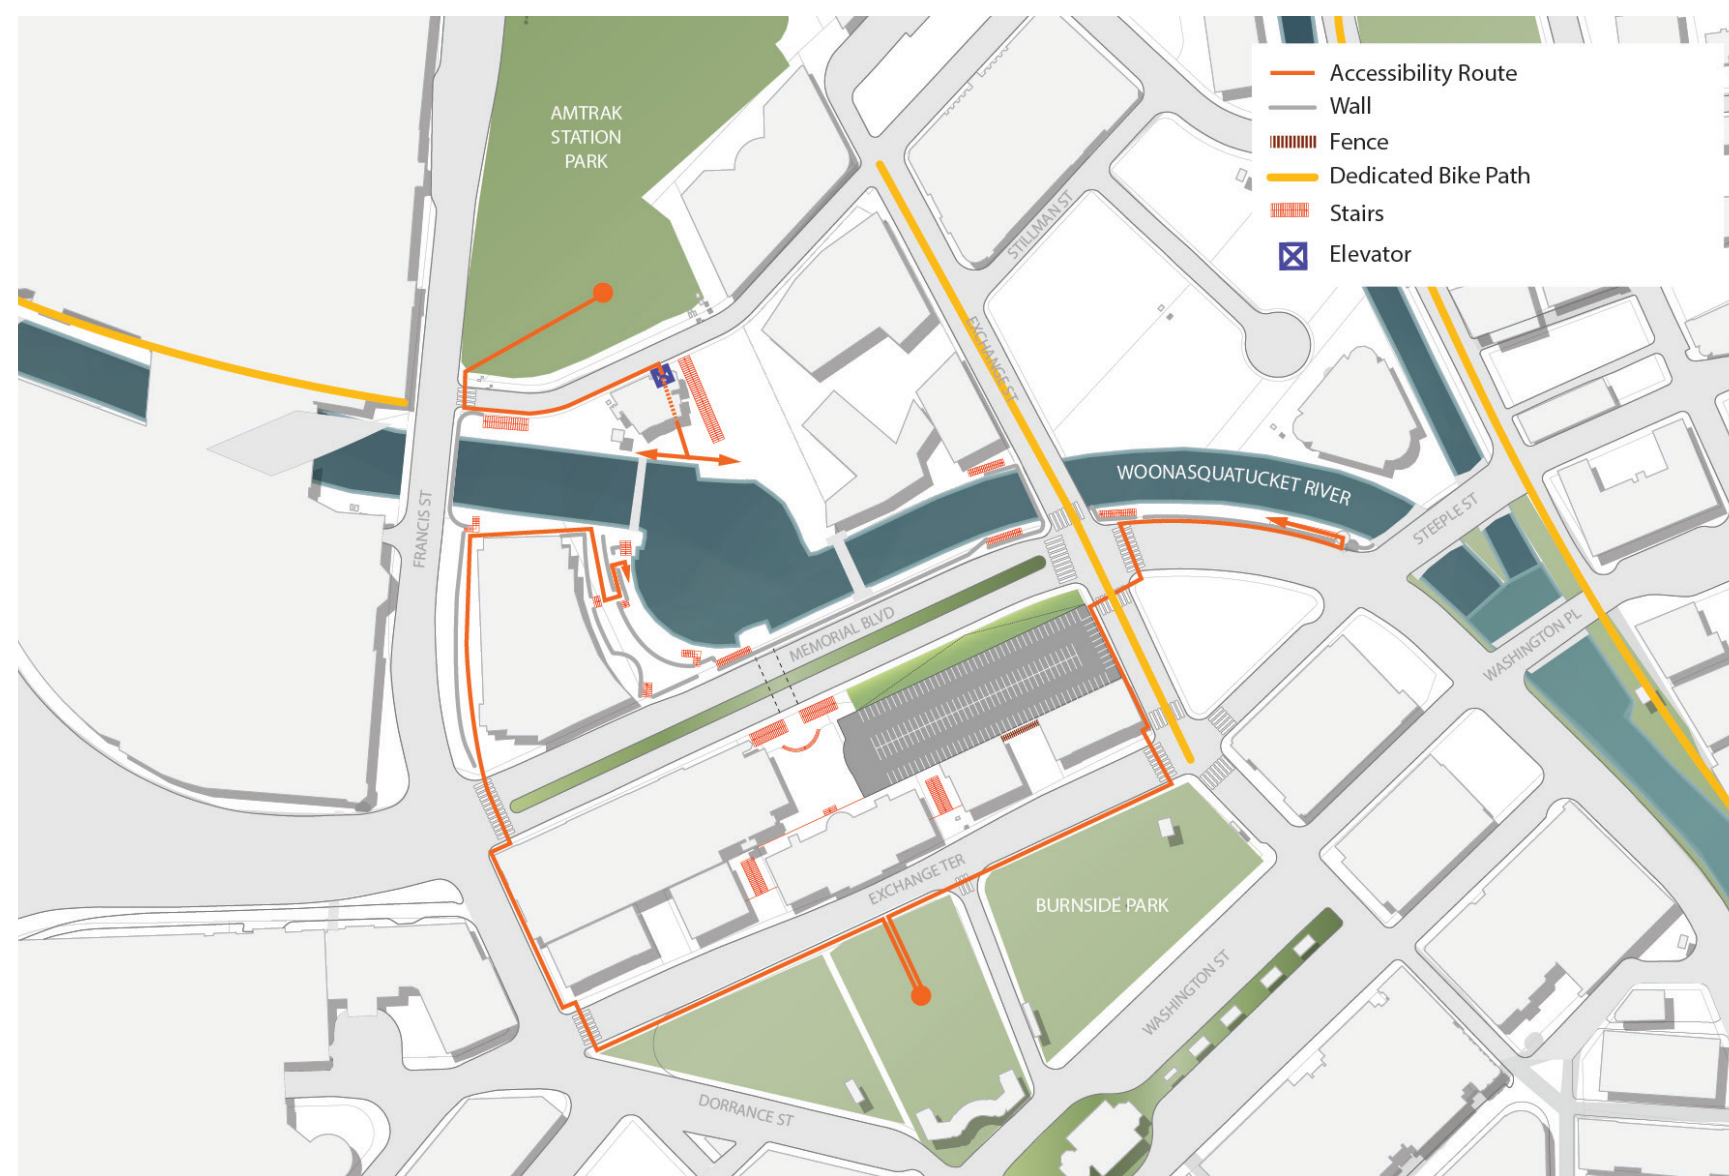 Accessibility Route
Wall
Fence
Dedicated Bike Path
Stairs
Elevator
AMTRAK
STATION
PARK
STILLMAN ST
EXCHANGE ST
WOONASQUATUCKET RIVER
STEEPLE ST
FRANCIS ST
MEMORIAL BLVD
WASHINGTON PL
EXCHANGE TER
BURNSIDE PARK
WASHINGTON ST
DORRANCE ST